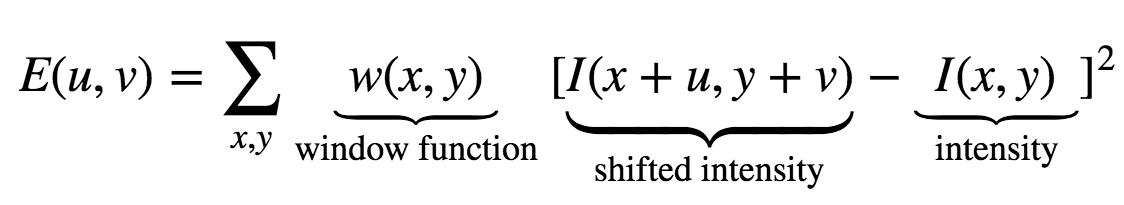 E(u, v) = ∑ w(x, y) [I(x + u, y + v) − I(x, y) ]²
x,y window function shifted intensity intensity